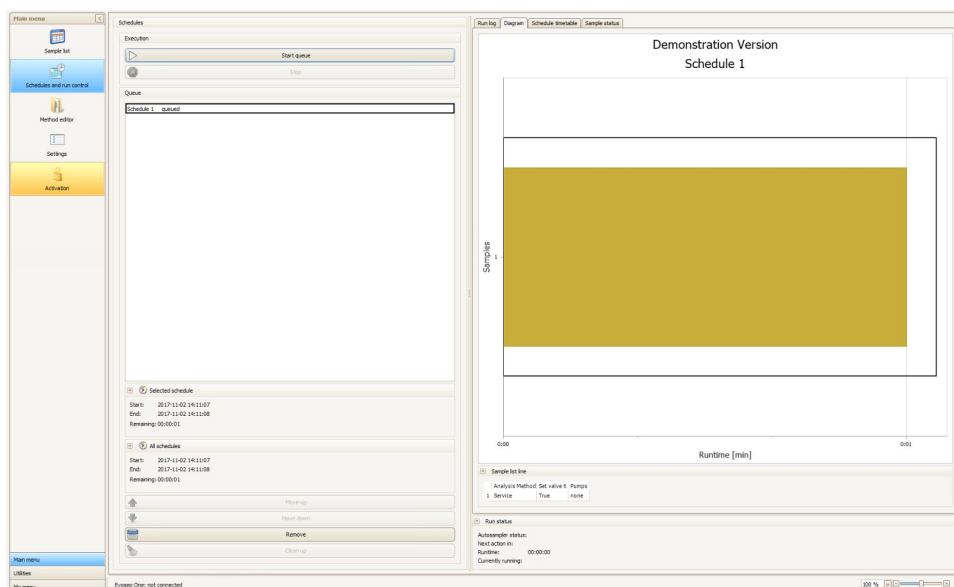 Main menu
Sample list
Schedules and run control
Method editor
Settings
Activation
Main menu
Utilities
My menu
Schedules
Execution
Start queue
Stop
Queue
Schedule 1 queued
Selected schedule
Start: 2017-11-02 14:11:07
End: 2017-11-02 14:11:08
Remaining: 00:00:01
All schedules
Start: 2017-11-02 14:11:07
End: 2017-11-02 14:11:08
Remaining: 00:00:01
Move up
Move down
Remove
Clean up
Run log Diagram Schedule timetable Sample status
Demonstration Version
Schedule 1
Samples
1
0:00 0:01
Runtime [min]
Sample list line
Analysis Method Set valve 6 Pumps
1 Service True none
Run status
Autosampler status:
Next action in:
Runtime: 00:00:00
Currently running:
Evosep One: not connected
100 %